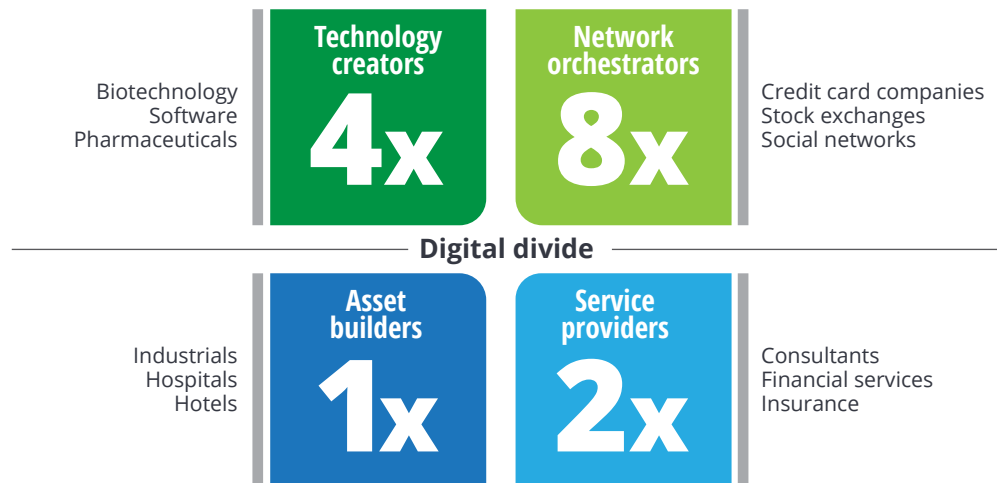 Technology
creators
4x
Biotechnology
Software
Pharmaceuticals
Network
orchestrators
8x
Credit card companies
Stock exchanges
Social networks
Digital divide
Asset
builders
1x
Industrials
Hospitals
Hotels
Service
providers
2x
Consultants
Financial services
Insurance